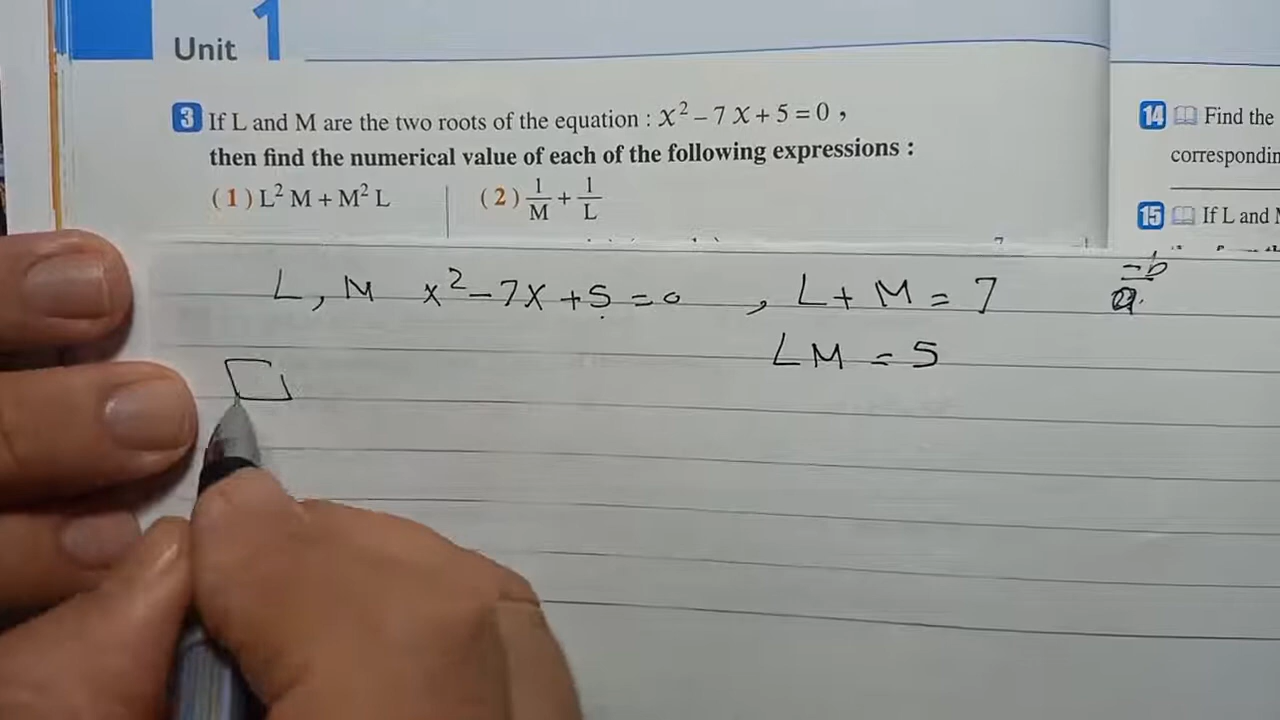 Unit 1
3 If L and M are the two roots of the equation : x² – 7 x + 5 = 0 ,
then find the numerical value of each of the following expressions :
(1) L² M + M² L
(2) 1/M + 1/L
L, M x² – 7x + 5 = 0 , L + M = 7
-b/a
LM = 5
14 Find the
correspondin
15 If L and M